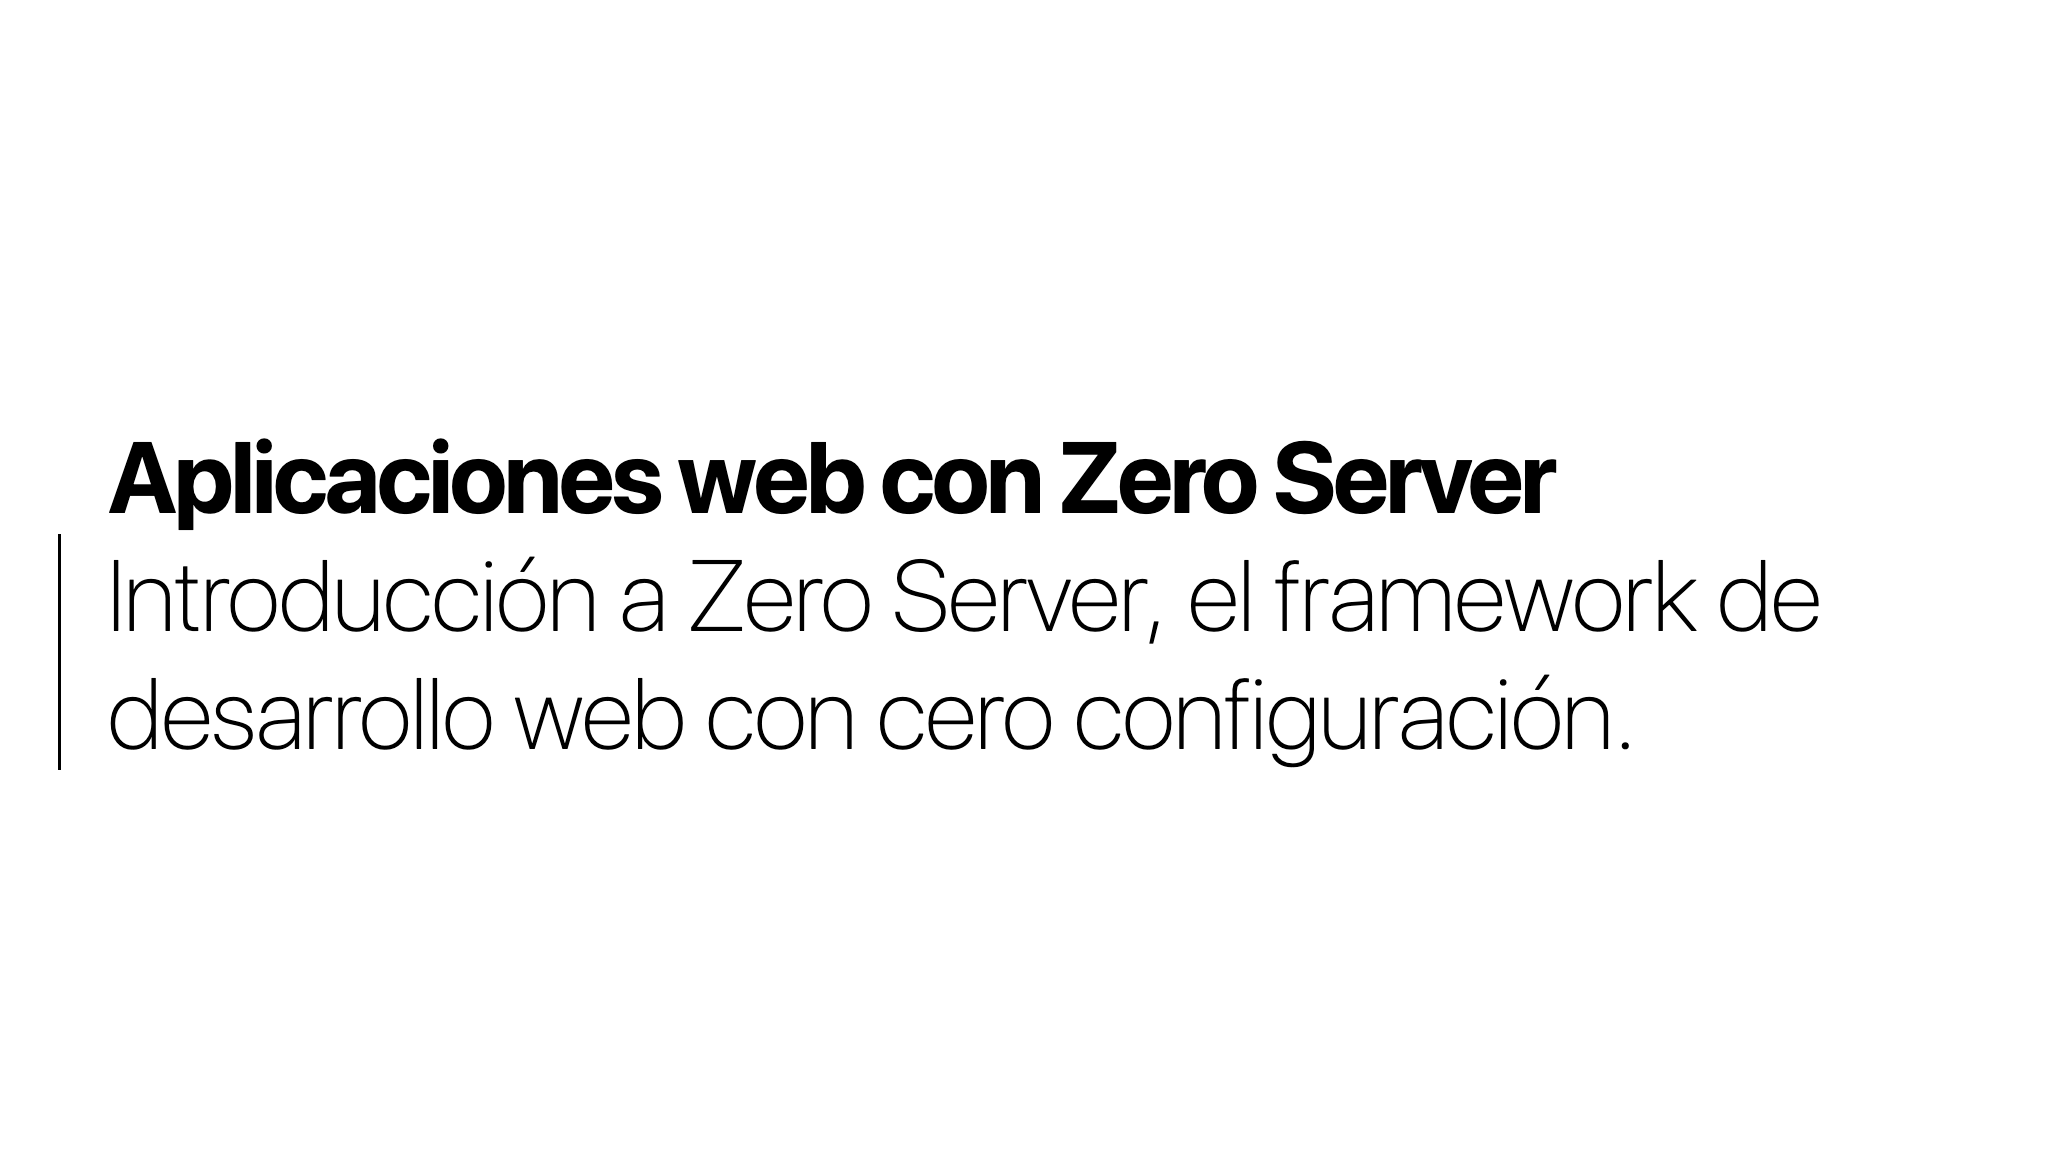 Aplicaciones web con Zero Server
Introducción a Zero Server, el framework de
desarrollo web con cero configuración.